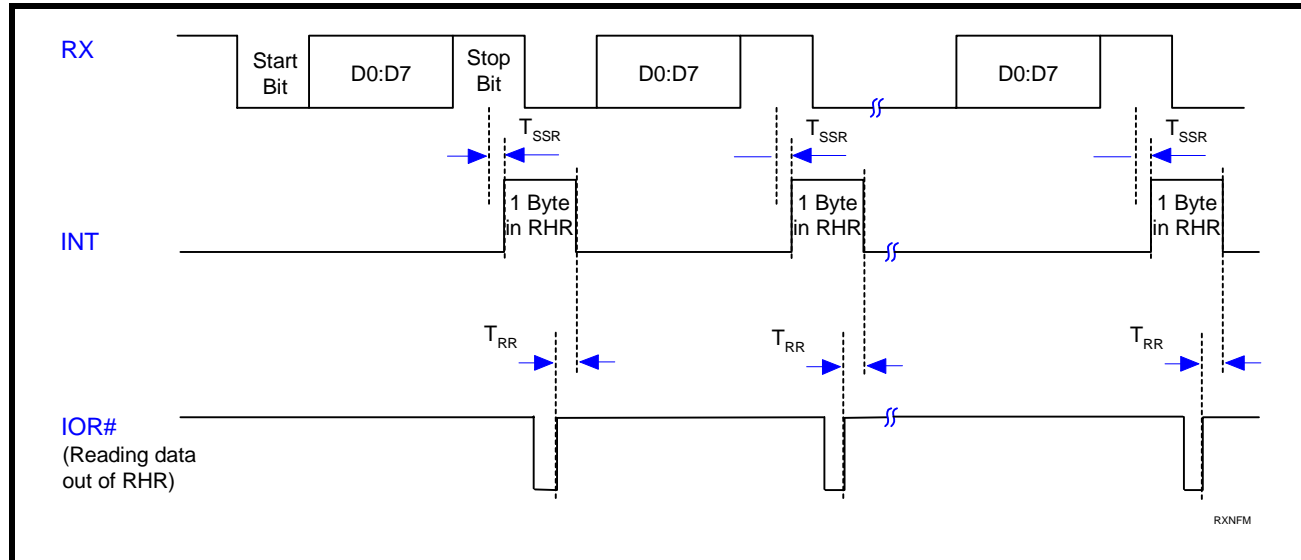 RX
Start
Bit
D0:D7
Stop
Bit
D0:D7
D0:D7
TSSR
TSSR
TSSR
INT
1 Byte
in RHR
1 Byte
in RHR
1 Byte
in RHR
TRR
TRR
TRR
IOR#
(Reading data
out of RHR)
RXNFM